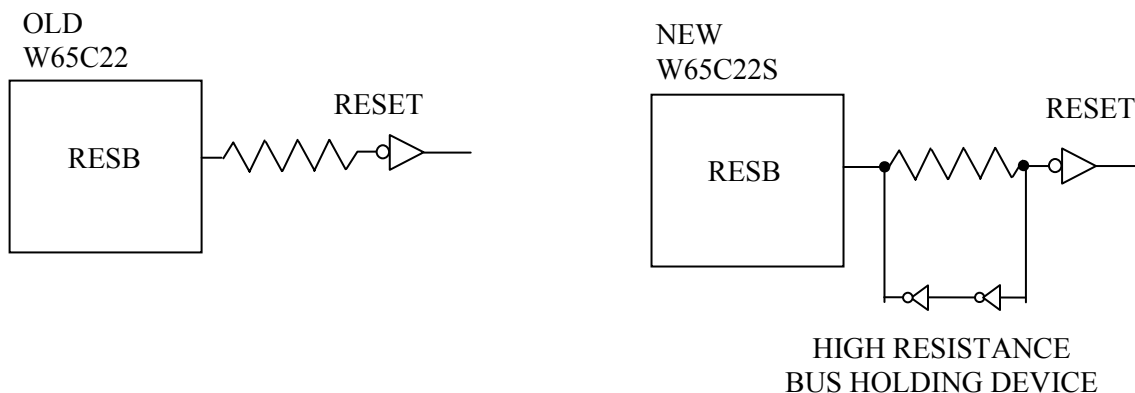 OLD
W65C22
RESET
RESB
NEW
W65C22S
RESET
RESB
HIGH RESISTANCE
BUS HOLDING DEVICE